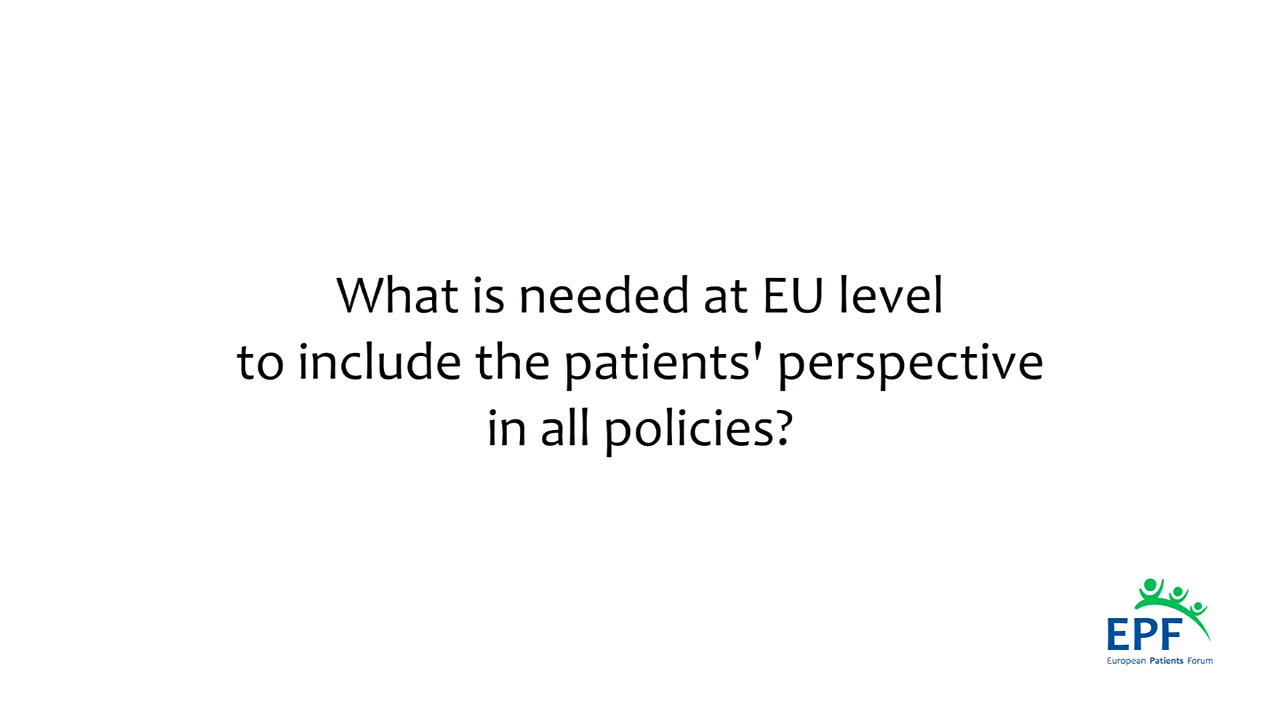 What is needed at EU level
to include the patients' perspective
in all policies?
EPF
European Patients Forum